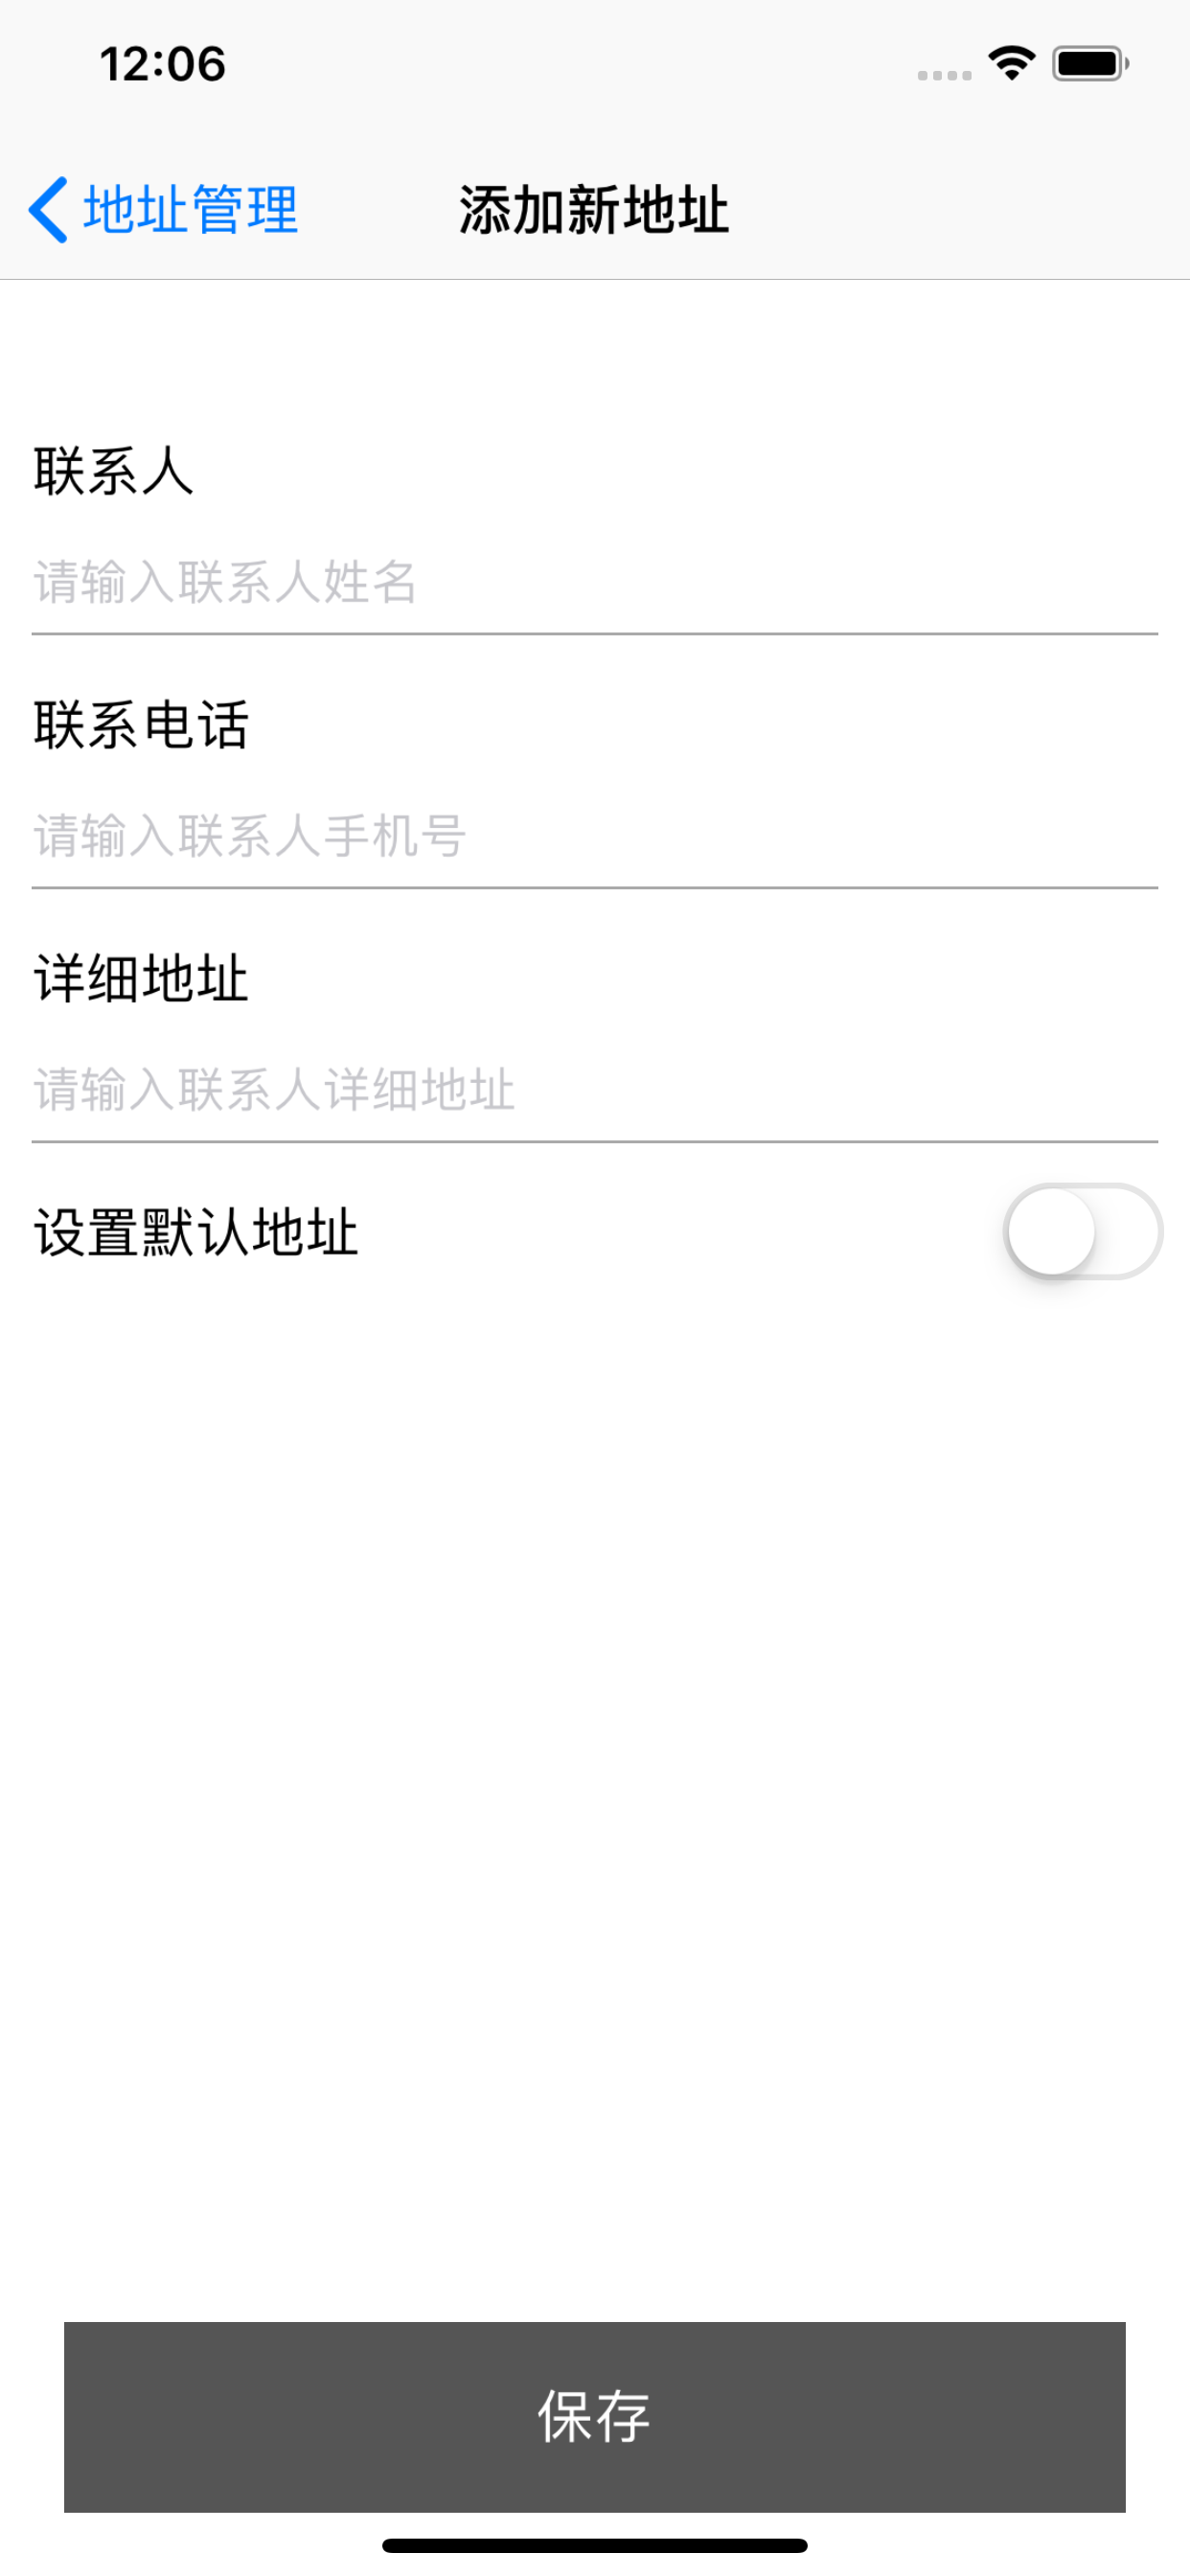 12:06
地址管理 添加新地址
联系人
请输入联系人姓名
联系电话
请输入联系人手机号
详细地址
请输入联系人详细地址
设置默认地址
保存